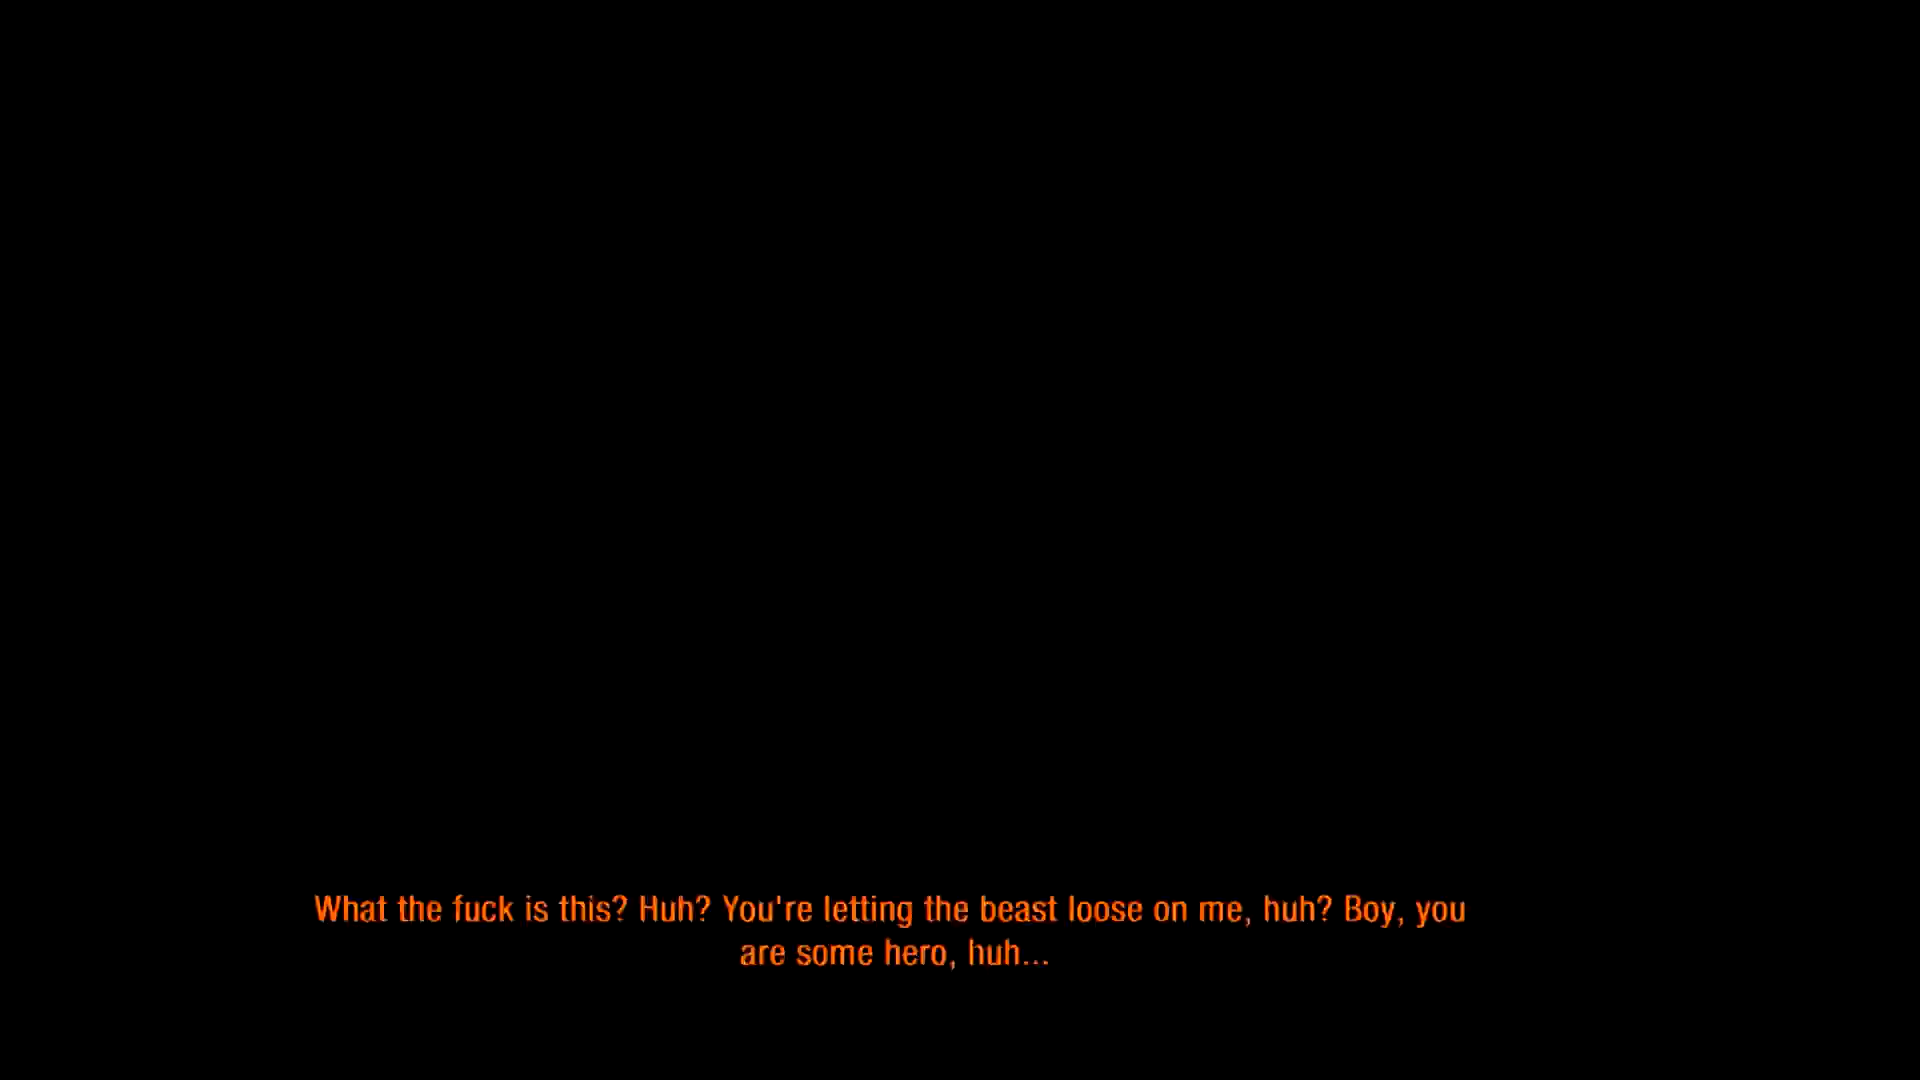 What the fuck is this? Huh? You're letting the beast loose on me, huh? Boy, you
are some hero, huh...